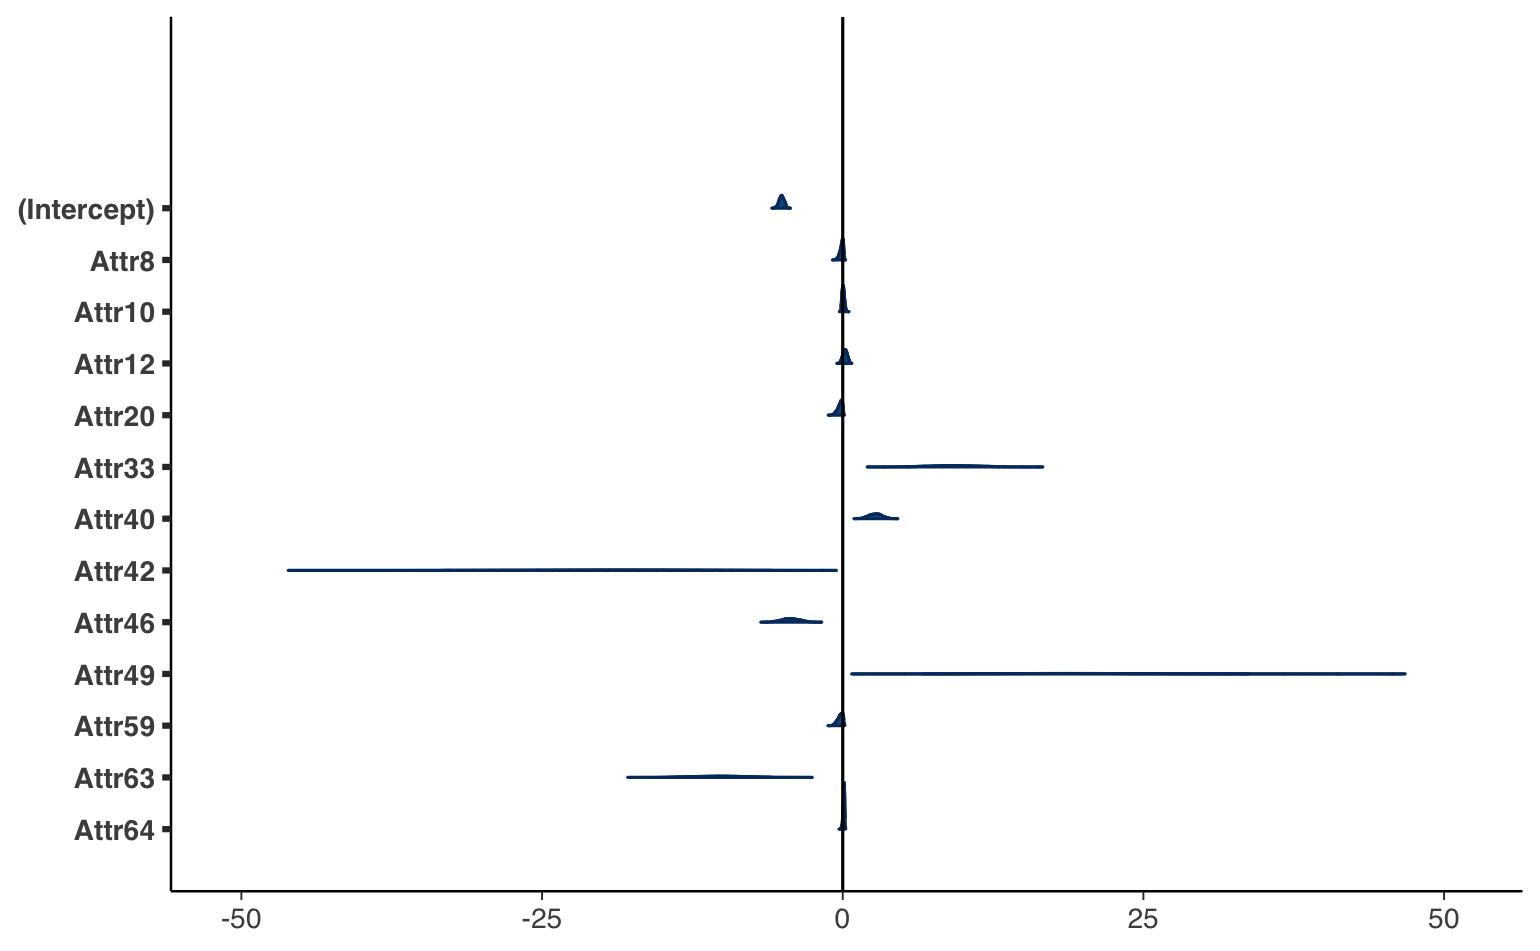 (Intercept)
Attr8
Attr10
Attr12
Attr20
Attr33
Attr40
Attr42
Attr46
Attr49
Attr59
Attr63
Attr64
-50 -25 0 25 50